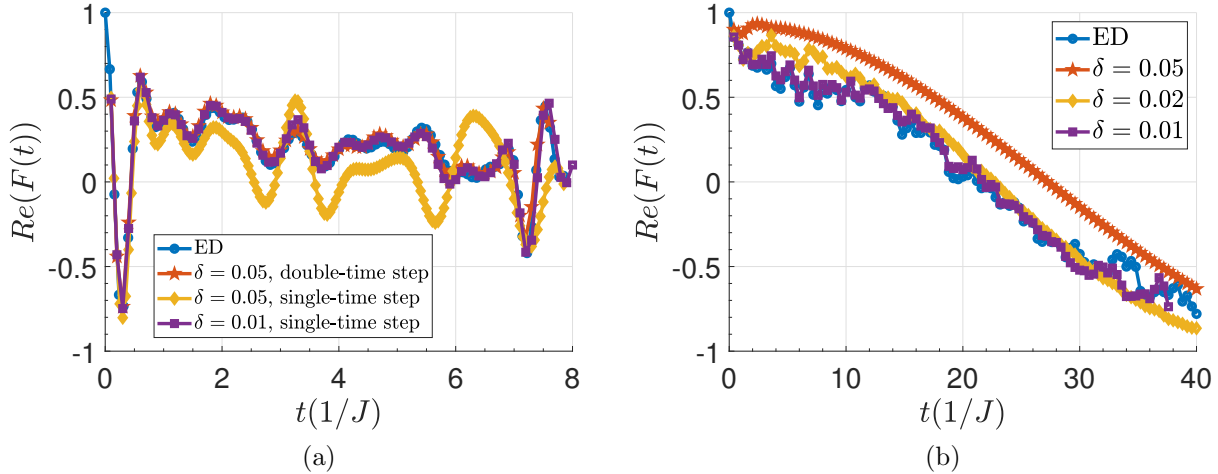 1
0.5
0
-0.5
-1
Re(F(t))
0 2 4 6 8
t(1/J)
ED
δ = 0.05, double-time step
δ = 0.05, single-time step
δ = 0.01, single-time step
(a)
1
0.5
0
-0.5
-1
Re(F(t))
0 10 20 30 40
t(1/J)
ED
δ = 0.05
δ = 0.02
δ = 0.01
(b)